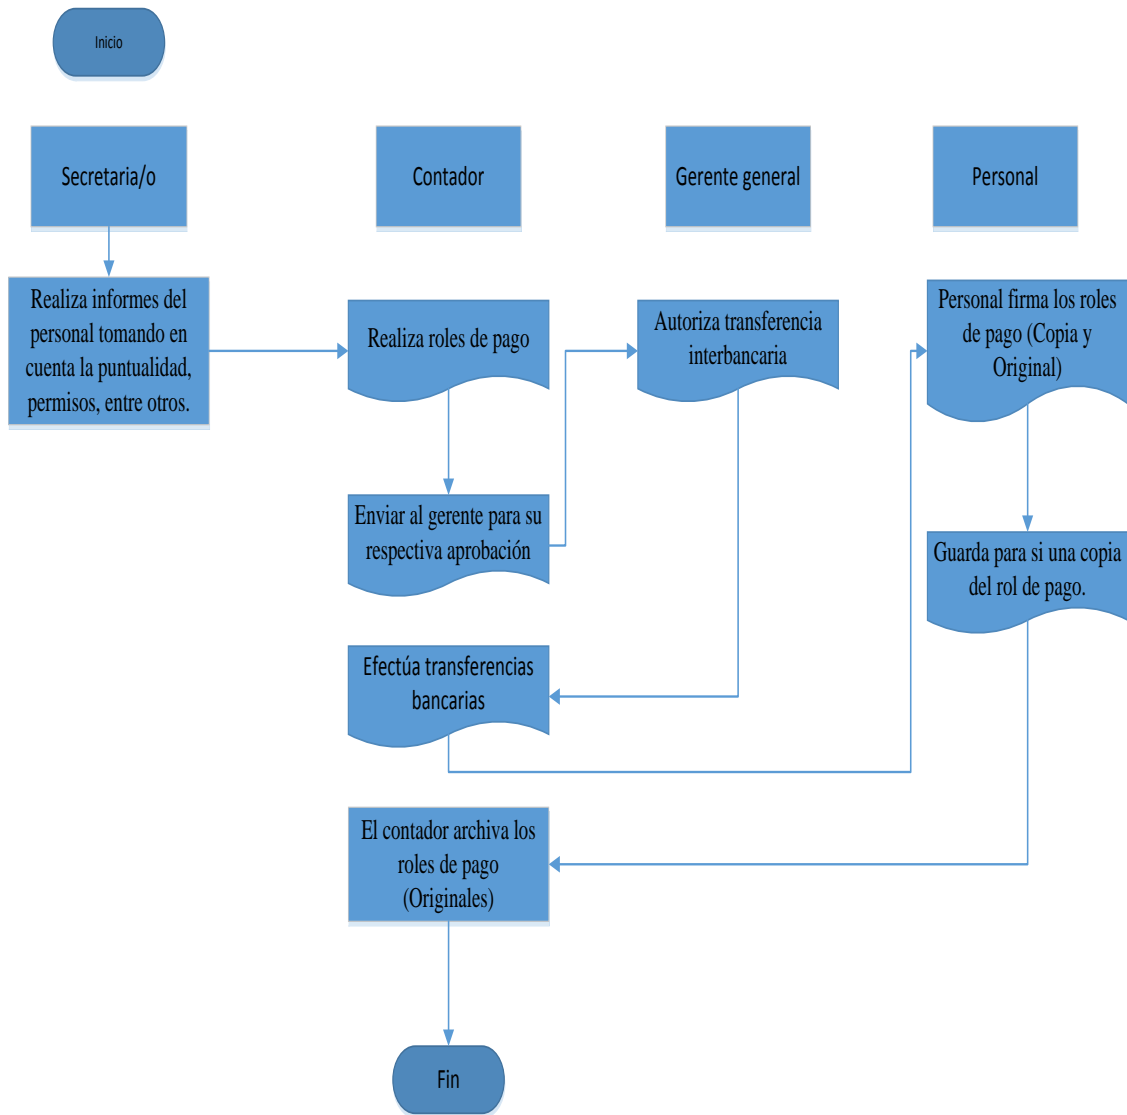 Inicio
Secretaria/o
Contador
Gerente general
Personal
Realiza informes del
personal tomando en
cuenta la puntualidad,
permisos, entre otros.
Realiza roles de pago
Autoriza transferencia
interbancaria
Personal firma los roles
de pago (Copia y
Original)
Enviar al gerente para su
respectiva aprobación
Guarda para si una copia
del rol de pago.
Efectúa transferencias
bancarias
El contador archiva los
roles de pago
(Originales)
Fin